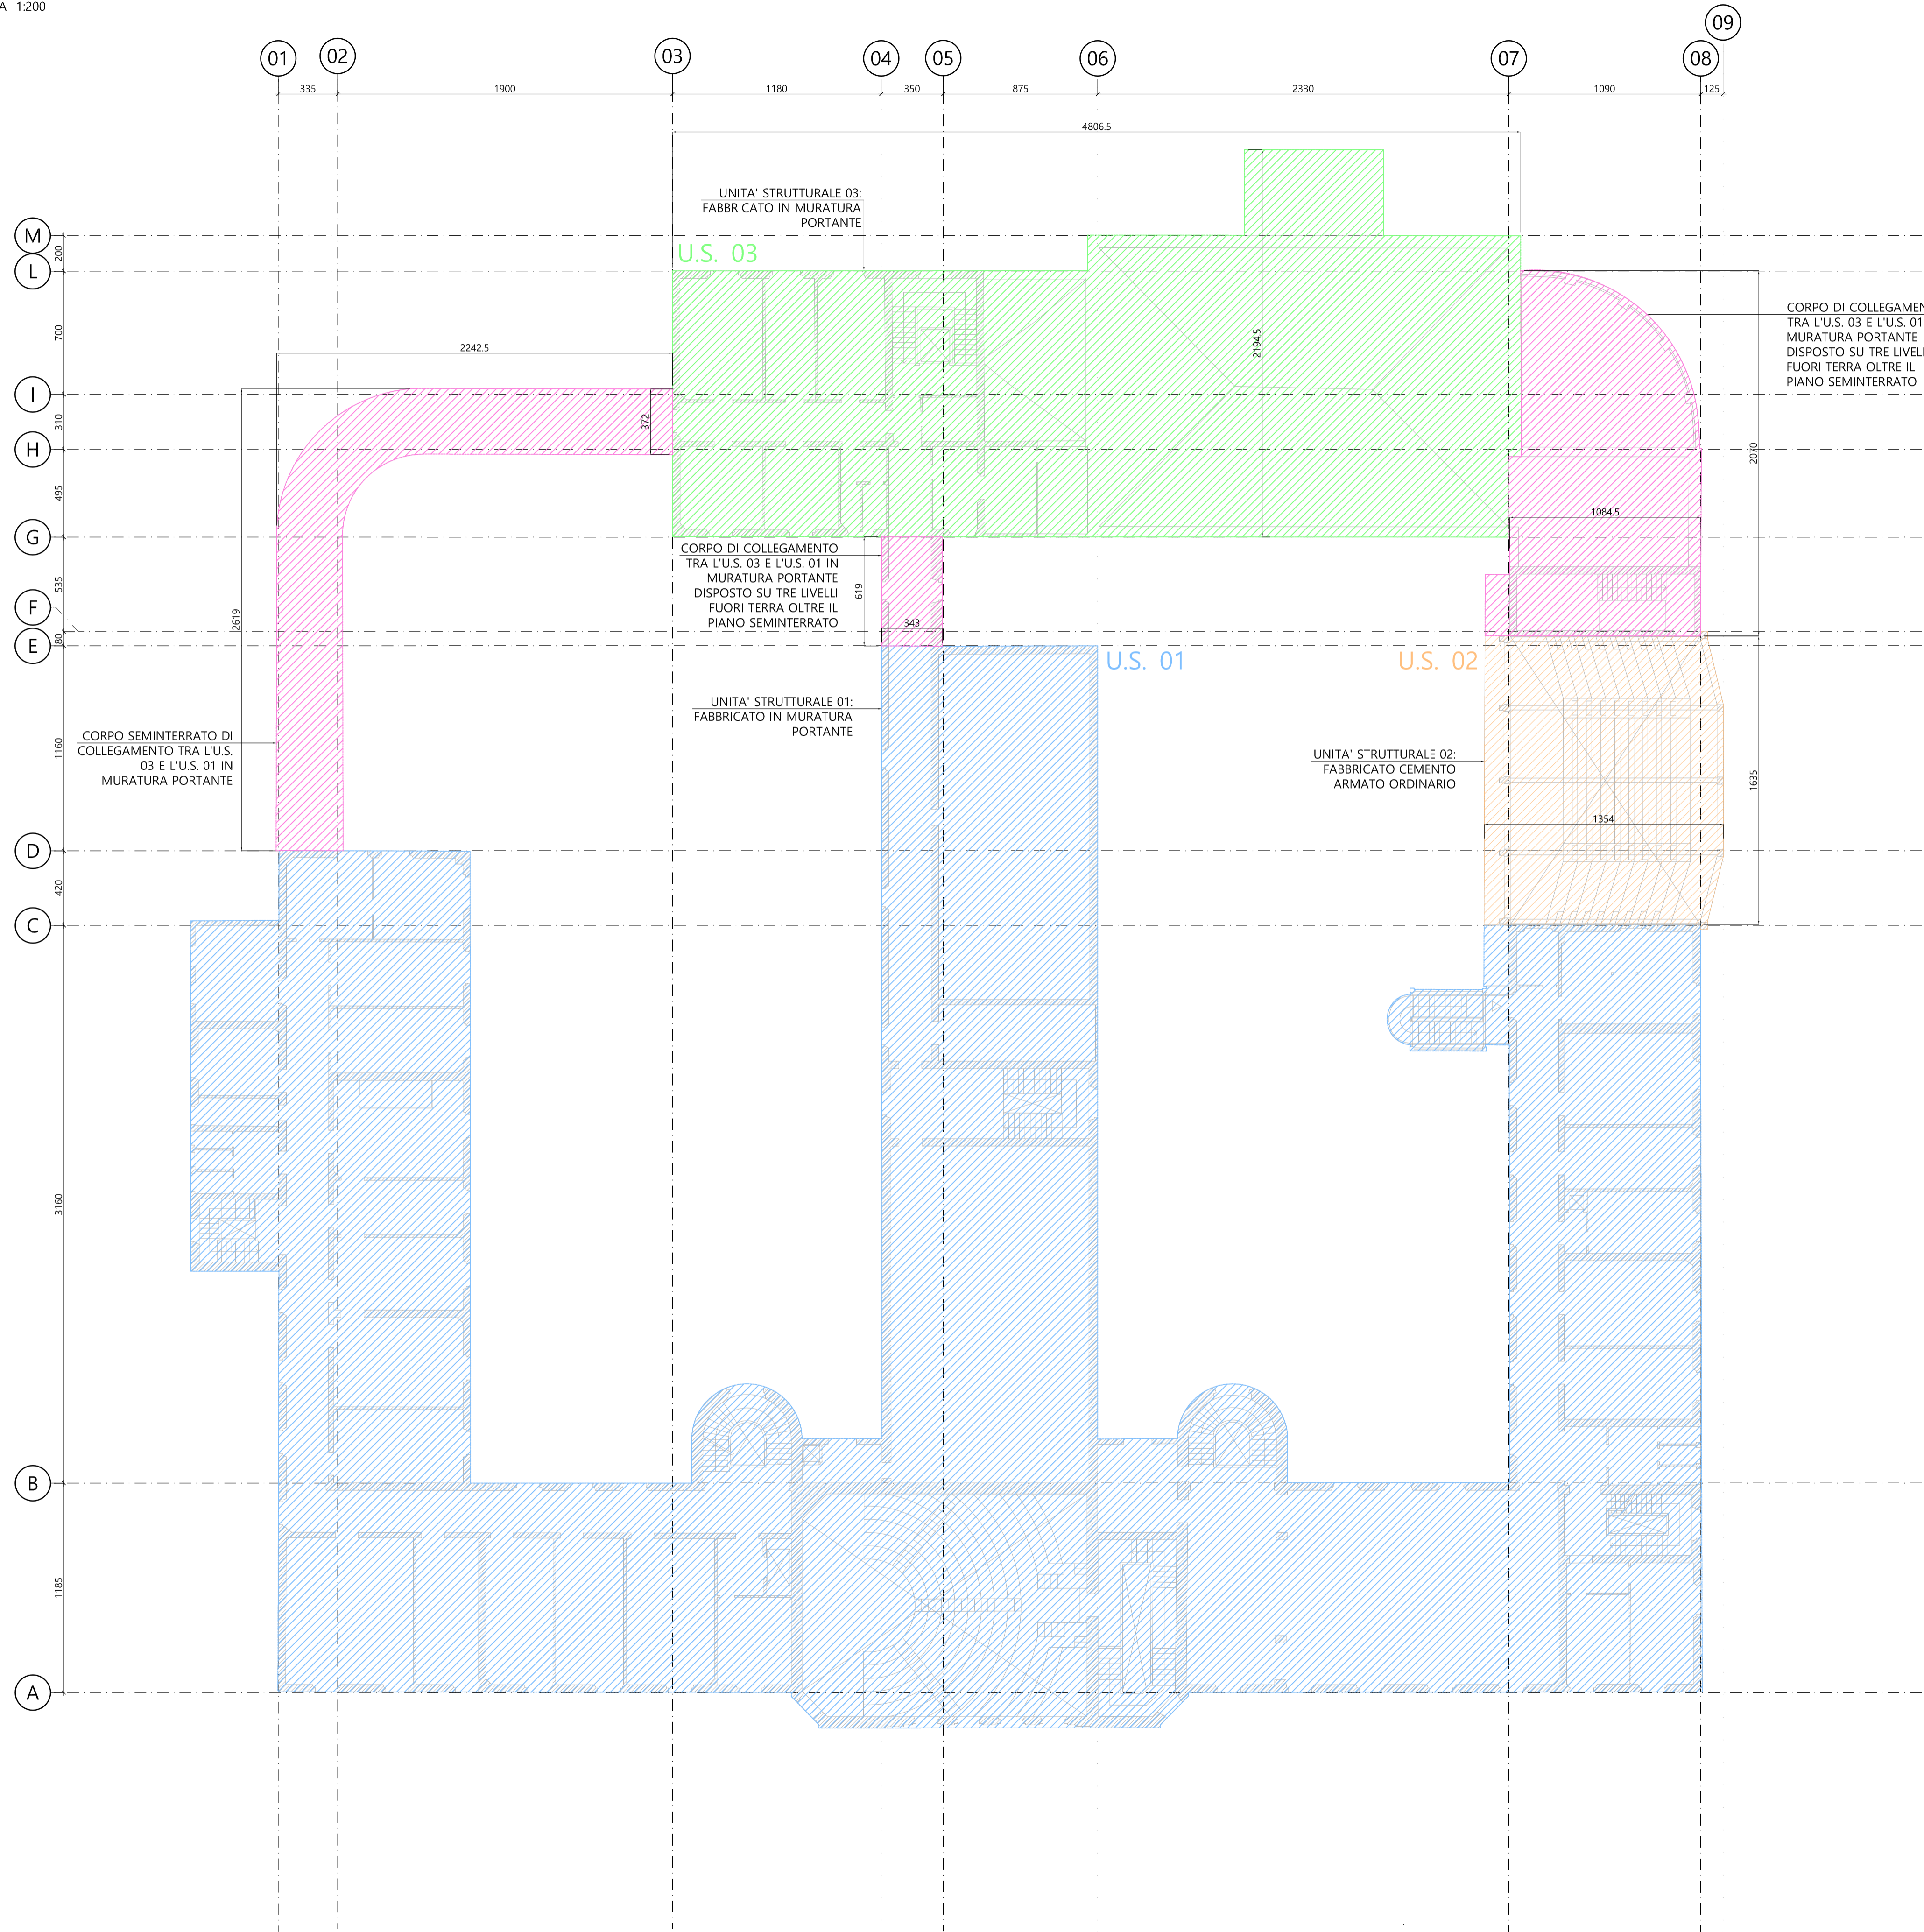 A 1:200
01
02
03
04
05
06
07
08
09
335
1900
1180
350
875
2330
1090
125
4806.5
UNITA' STRUTTURALE 03:
FABBRICATO IN MURATURA
PORTANTE
U.S. 03
M
200
L
700
I
310
H
495
G
535
F
80
E
1160
D
420
C
3160
B
1185
A
2242.5
372
2194.5
2619
CORPO DI COLLEGAMEN
TRA L'U.S. 03 E L'U.S. 01
MURATURA PORTANTE
DISPOSTO SU TRE LIVELL
FUORI TERRA OLTRE IL
PIANO SEMINTERRATO
2070
1084.5
CORPO DI COLLEGAMENTO
TRA L'U.S. 03 E L'U.S. 01 IN
MURATURA PORTANTE
DISPOSTO SU TRE LIVELLI
FUORI TERRA OLTRE IL
PIANO SEMINTERRATO
619
343
U.S. 01
U.S. 02
UNITA' STRUTTURALE 01:
FABBRICATO IN MURATURA
PORTANTE
CORPO SEMINTERRATO DI
COLLEGAMENTO TRA L'U.S.
03 E L'U.S. 01 IN
MURATURA PORTANTE
UNITA' STRUTTURALE 02:
FABBRICATO CEMENTO
ARMATO ORDINARIO
1635
1354